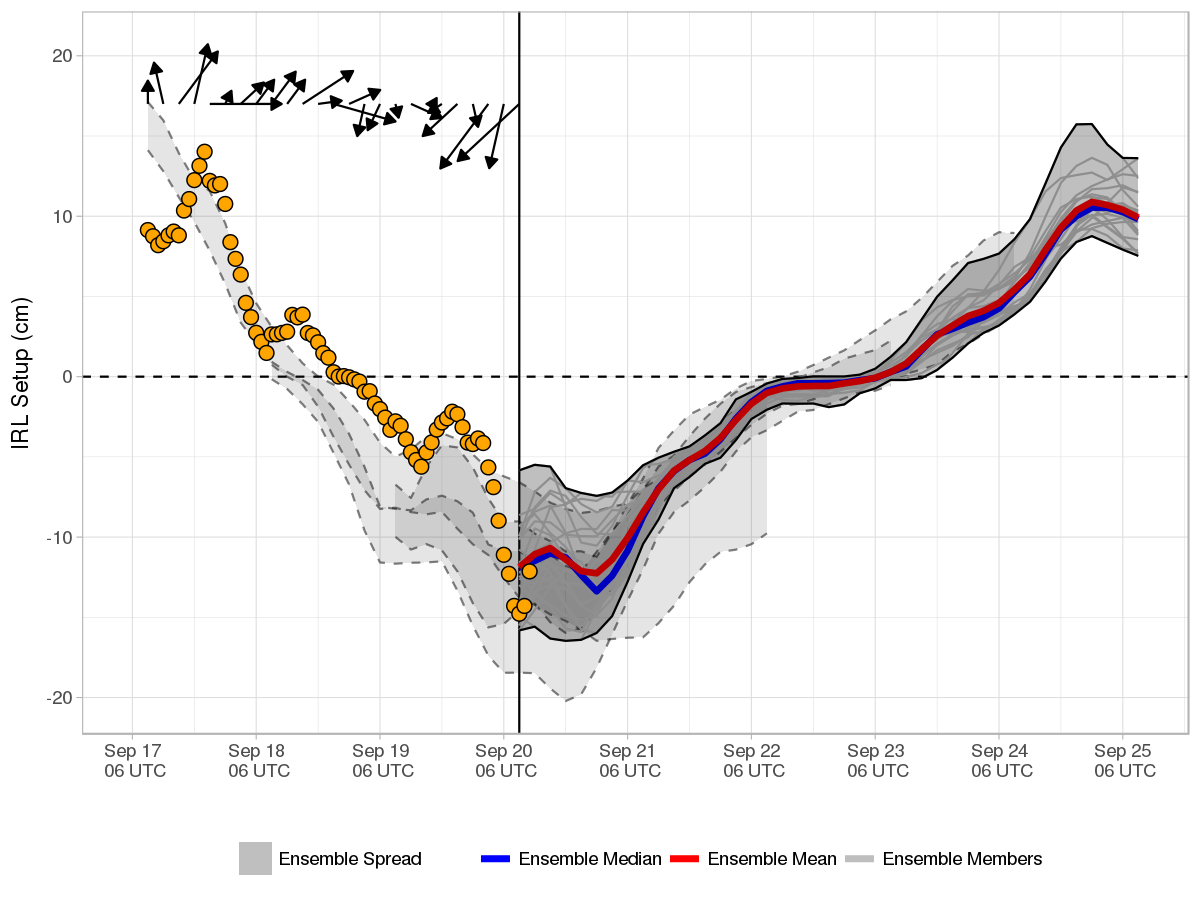 IRL Setup (cm)
20
10
0
-10
-20
Sep 17 Sep 18 Sep 19 Sep 20 Sep 21 Sep 22 Sep 23 Sep 24 Sep 25
06 UTC 06 UTC 06 UTC 06 UTC 06 UTC 06 UTC 06 UTC 06 UTC 06 UTC
Ensemble Spread Ensemble Median Ensemble Mean Ensemble Members